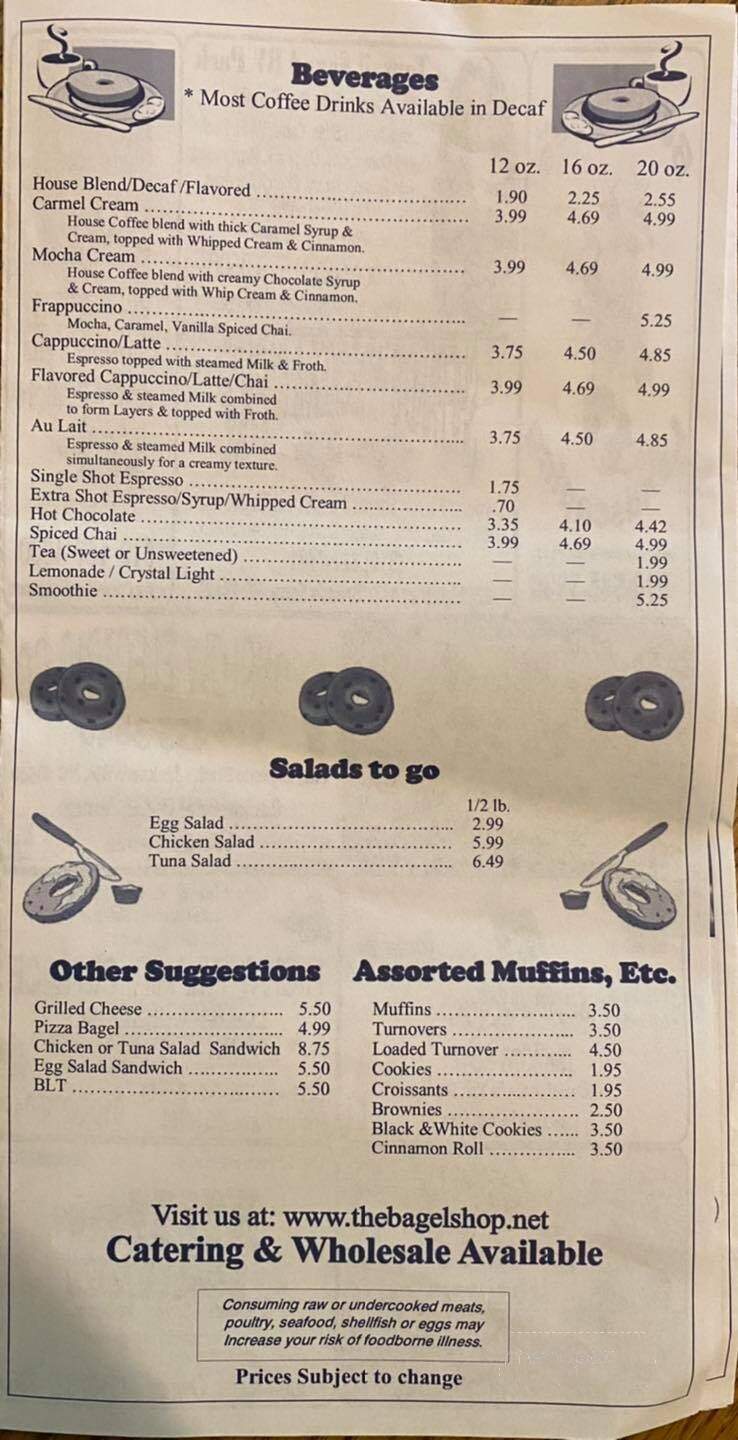 Beverages
* Most Coffee Drinks Available in Decaf
12 oz. 16 oz. 20 oz.
House Blend/Decaf/Flavored 1.90 2.25 2.55
Carmel Cream 3.99 4.69 4.99
House Coffee blend with thick Caramel Syrup &
Cream, topped with Whipped Cream & Cinnamon.
Mocha Cream 3.99 4.69 4.99
House Coffee blend with creamy Chocolate Syrup
& Cream, topped with Whip Cream & Cinnamon.
Frappuccino — — 5.25
Mocha, Caramel, Vanilla Spiced Chai.
Cappuccino/Latte 3.75 4.50 4.85
Espresso topped with steamed Milk & Froth.
Flavored Cappuccino/Latte/Chai 3.99 4.69 4.99
Espresso & steamed Milk combined
to form Layers & topped with Froth.
Au Lait 3.75 4.50 4.85
Espresso & steamed Milk combined
simultaneously for a creamy texture.
Single Shot Espresso 1.75 — —
Extra Shot Espresso/Syrup/Whipped Cream .70 — —
Hot Chocolate 3.35 4.10 4.42
Spiced Chai 3.99 4.69 4.99
Tea (Sweet or Unsweetened) — — 1.99
Lemonade / Crystal Light — — 1.99
Smoothie — — 5.25
Salads to go
1/2 lb.
Egg Salad 2.99
Chicken Salad 5.99
Tuna Salad 6.49
Other Suggestions
Grilled Cheese 5.50
Pizza Bagel 4.99
Chicken or Tuna Salad Sandwich 8.75
Egg Salad Sandwich 5.50
BLT 5.50
Assorted Muffins, Etc.
Muffins 3.50
Turnovers 3.50
Loaded Turnover 4.50
Cookies 1.95
Croissants 1.95
Brownies 2.50
Black &White Cookies 3.50
Cinnamon Roll 3.50
Visit us at: www.thebagelshop.net
Catering & Wholesale Available
Consuming raw or undercooked meats,
poultry, seafood, shellfish or eggs may
Increase your risk of foodborne illness.
Prices Subject to change